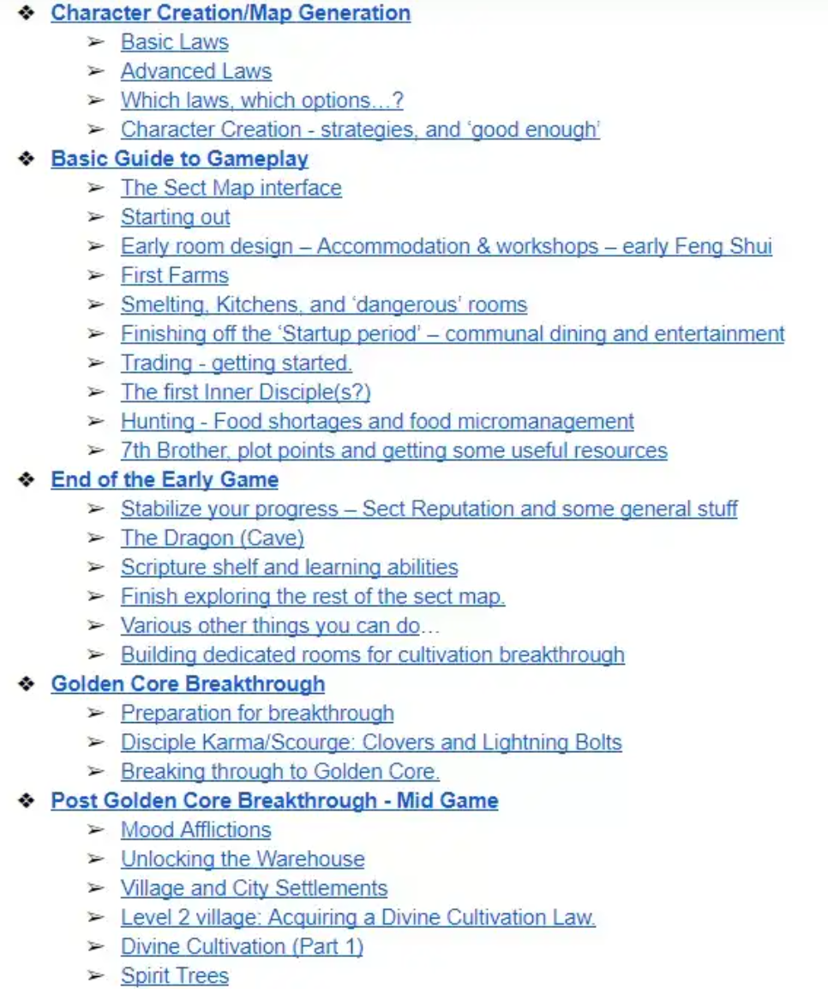 ❖ Character Creation/Map Generation
➢ Basic Laws
➢ Advanced Laws
➢ Which laws, which options…?
➢ Character Creation - strategies, and ‘good enough’
❖ Basic Guide to Gameplay
➢ The Sect Map interface
➢ Starting out
➢ Early room design – Accommodation & workshops – early Feng Shui
➢ First Farms
➢ Smelting, Kitchens, and ‘dangerous’ rooms
➢ Finishing off the ‘Startup period’ – communal dining and entertainment
➢ Trading - getting started.
➢ The first Inner Disciple(s?)
➢ Hunting - Food shortages and food micromanagement
➢ 7th Brother, plot points and getting some useful resources
❖ End of the Early Game
➢ Stabilize your progress – Sect Reputation and some general stuff
➢ The Dragon (Cave)
➢ Scripture shelf and learning abilities
➢ Finish exploring the rest of the sect map.
➢ Various other things you can do…
➢ Building dedicated rooms for cultivation breakthrough
❖ Golden Core Breakthrough
➢ Preparation for breakthrough
➢ Disciple Karma/Scourge: Clovers and Lightning Bolts
➢ Breaking through to Golden Core.
❖ Post Golden Core Breakthrough - Mid Game
➢ Mood Afflictions
➢ Unlocking the Warehouse
➢ Village and City Settlements
➢ Level 2 village: Acquiring a Divine Cultivation Law.
➢ Divine Cultivation (Part 1)
➢ Spirit Trees